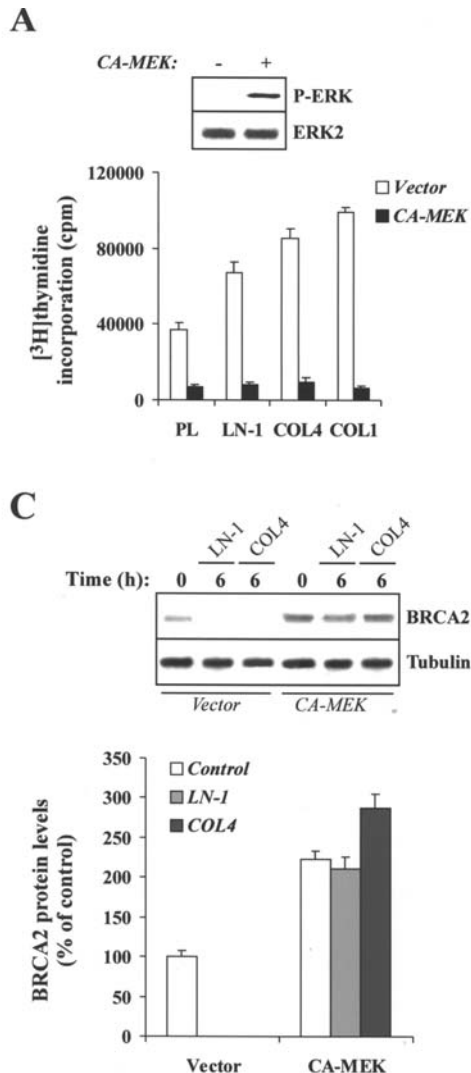 A
CA-MEK: - +
P-ERK
ERK2
[³H]thymidine
incorporation (cpm)
120000
80000
40000
0
Vector
CA-MEK
PL LN-1 COL4 COL1
C
LN-1 COL4 LN-1 COL4
Time (h): 0 6 6 0 6 6
BRCA2
Tubulin
Vector CA-MEK
BRCA2 protein levels
(% of control)
350
300
250
200
150
100
50
0
Control
LN-1
COL4
Vector CA-MEK